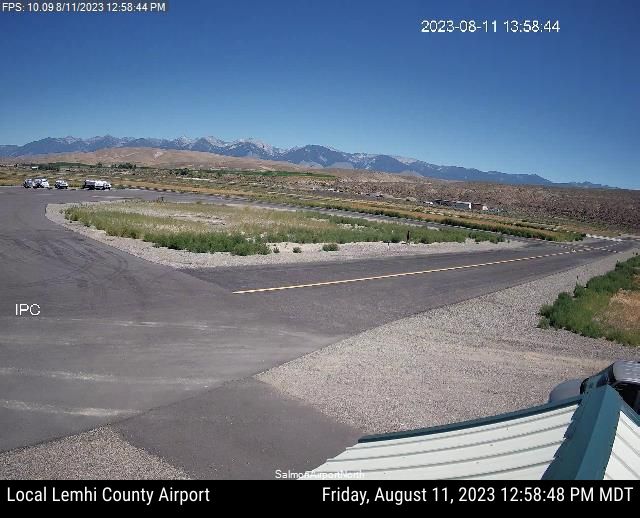 FPS: 10.09 8/11/2023 12:58:44 PM
2023-08-11 13:58:44
IPC
SalmonAirportNorth
Local Lemhi County Airport
Friday, August 11, 2023 12:58:48 PM MDT